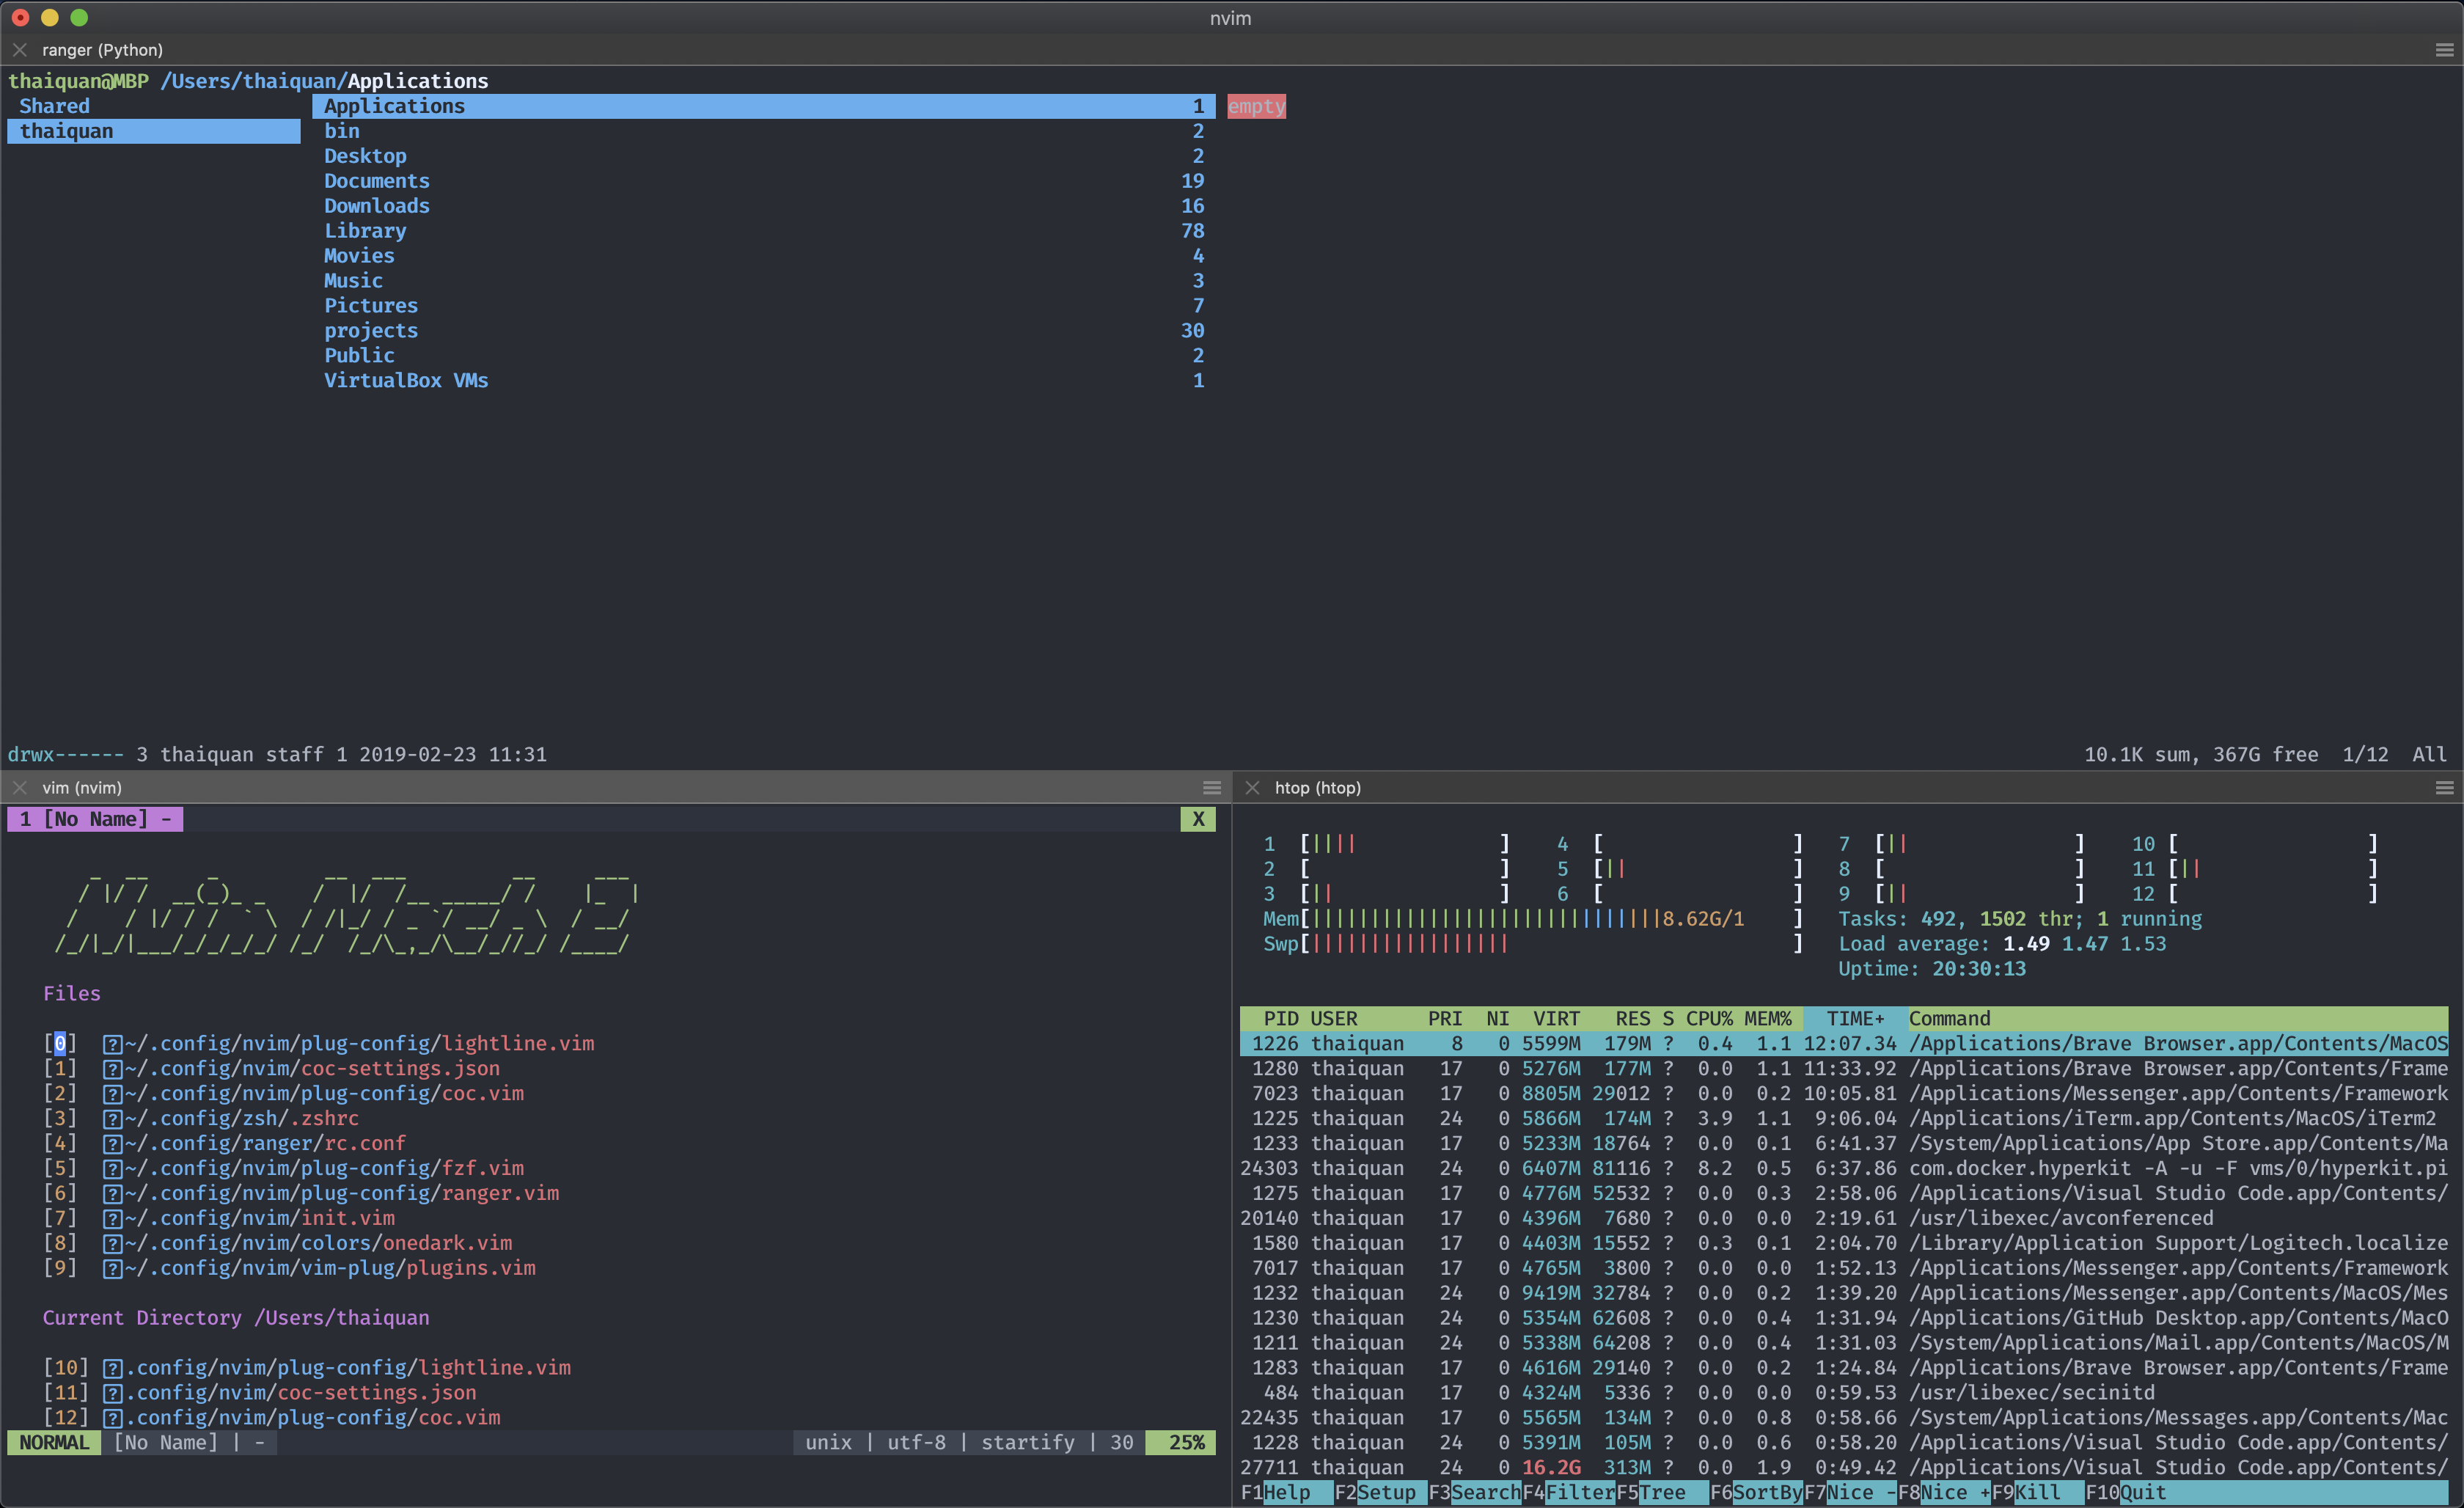 nvim
ranger (Python)
thaiquan@MBP /Users/thaiquan/Applications
Shared
thaiquan
Applications 1
bin 2
Desktop 2
Documents 19
Downloads 16
Library 78
Movies 4
Music 3
Pictures 7
projects 30
Public 2
VirtualBox VMs 1
empty
drwx------ 3 thaiquan staff 1 2019-02-23 11:31 10.1K sum, 367G free 1/12 All
vim (nvim)
1 [No Name] - X
Files
[0] ~/.config/nvim/plug-config/lightline.vim
[1] ~/.config/nvim/coc-settings.json
[2] ~/.config/nvim/plug-config/coc.vim
[3] ~/.config/zsh/.zshrc
[4] ~/.config/ranger/rc.conf
[5] ~/.config/nvim/plug-config/fzf.vim
[6] ~/.config/nvim/plug-config/ranger.vim
[7] ~/.config/nvim/init.vim
[8] ~/.config/nvim/colors/onedark.vim
[9] ~/.config/nvim/vim-plug/plugins.vim
Current Directory /Users/thaiquan
[10] .config/nvim/plug-config/lightline.vim
[11] .config/nvim/coc-settings.json
[12] .config/nvim/plug-config/coc.vim
NORMAL [No Name] | - unix | utf-8 | startify | 30 25%
htop (htop)
1 [|||| ] 4 [ ] 7 [|| ] 10 [ ]
2 [ ] 5 [|| ] 8 [ ] 11 [|| ]
3 [|| ] 6 [ ] 9 [|| ] 12 [ ]
Mem[||||||||||||||||||||||||||||||8.62G/1 ] Tasks: 492, 1502 thr; 1 running
Swp[||||||||||||||||| ] Load average: 1.49 1.47 1.53
Uptime: 20:30:13
PID USER PRI NI VIRT RES S CPU% MEM% TIME+ Command
1226 thaiquan 8 0 5599M 179M ? 0.4 1.1 12:07.34 /Applications/Brave Browser.app/Contents/MacOS
1280 thaiquan 17 0 5276M 177M ? 0.0 1.1 11:33.92 /Applications/Brave Browser.app/Contents/Frame
7023 thaiquan 17 0 8805M 29012 ? 0.0 0.2 10:05.81 /Applications/Messenger.app/Contents/Framework
1225 thaiquan 24 0 5866M 174M ? 3.9 1.1 9:06.04 /Applications/iTerm.app/Contents/MacOS/iTerm2
1233 thaiquan 17 0 5233M 18764 ? 0.0 0.1 6:41.37 /System/Applications/App Store.app/Contents/Ma
24303 thaiquan 24 0 6407M 81116 ? 8.2 0.5 6:37.86 com.docker.hyperkit -A -u -F vms/0/hyperkit.pi
1275 thaiquan 17 0 4776M 52532 ? 0.0 0.3 2:58.06 /Applications/Visual Studio Code.app/Contents/
20140 thaiquan 17 0 4396M 7680 ? 0.0 0.0 2:19.61 /usr/libexec/avconferenced
1580 thaiquan 17 0 4403M 15552 ? 0.3 0.1 2:04.70 /Library/Application Support/Logitech.localize
7017 thaiquan 17 0 4765M 3800 ? 0.0 0.0 1:52.13 /Applications/Messenger.app/Contents/Framework
1232 thaiquan 24 0 9419M 32784 ? 0.0 0.2 1:39.20 /Applications/Messenger.app/Contents/MacOS/Mes
1230 thaiquan 24 0 5354M 62608 ? 0.0 0.4 1:31.94 /Applications/GitHub Desktop.app/Contents/MacO
1211 thaiquan 24 0 5338M 64208 ? 0.0 0.4 1:31.03 /System/Applications/Mail.app/Contents/MacOS/M
1283 thaiquan 17 0 4616M 29140 ? 0.0 0.2 1:24.84 /Applications/Brave Browser.app/Contents/Frame
484 thaiquan 17 0 4324M 5336 ? 0.0 0.0 0:59.53 /usr/libexec/secinitd
22435 thaiquan 17 0 5565M 134M ? 0.0 0.8 0:58.66 /System/Applications/Messages.app/Contents/Mac
1228 thaiquan 24 0 5391M 105M ? 0.0 0.6 0:58.20 /Applications/Visual Studio Code.app/Contents/
27711 thaiquan 24 0 16.2G 313M ? 0.0 1.9 0:49.42 /Applications/Visual Studio Code.app/Contents/
F1Help F2Setup F3SearchF4FilterF5Tree F6SortByF7Nice -F8Nice +F9Kill F10Quit